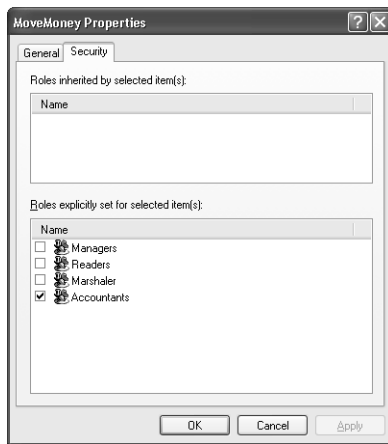 MoveMoney Properties
General Security
Roles inherited by selected item(s):
Name
Roles explicitly set for selected item(s):
Name
Managers
Readers
Marshaler
Accountants
OK Cancel Apply